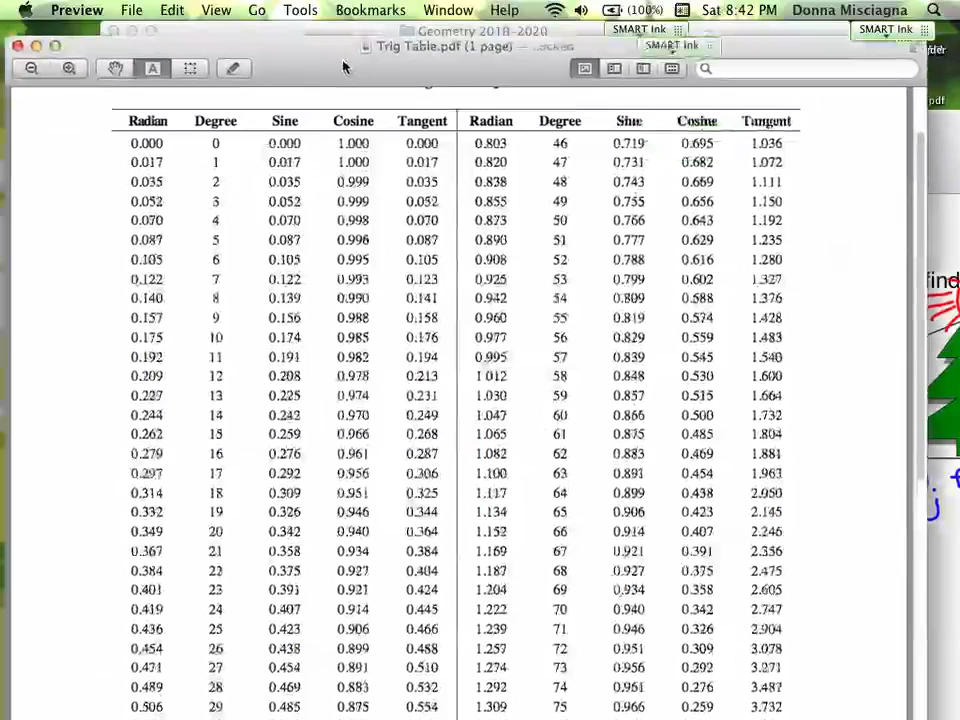 Preview File Edit View Go Tools Bookmarks Window Help (100%) Sat 8:42 PM Donna Misciagna
Geometry 2018-2020 SMART Ink SMART Ink
Trig Table.pdf (1 page) SMART Ink
pdf
Radian Degree Sine Cosine Tangent Radian Degree Sine Cosine Tangent
0.000 0 0.000 1.000 0.000 0.803 46 0.719 0.695 1.036
0.017 1 0.017 1.000 0.017 0.820 47 0.731 0.682 1.072
0.035 2 0.035 0.999 0.035 0.838 48 0.743 0.669 1.111
0.052 3 0.052 0.999 0.052 0.855 49 0.755 0.656 1.150
0.070 4 0.070 0.998 0.070 0.873 50 0.766 0.643 1.192
0.087 5 0.087 0.996 0.087 0.890 51 0.777 0.629 1.235
0.105 6 0.105 0.995 0.105 0.908 52 0.788 0.616 1.280
0.122 7 0.122 0.993 0.123 0.925 53 0.799 0.602 1.327
find
0.140 8 0.139 0.990 0.141 0.942 54 0.809 0.588 1.376
0.157 9 0.156 0.988 0.158 0.960 55 0.819 0.574 1.428
0.175 10 0.174 0.985 0.176 0.977 56 0.829 0.559 1.483
0.192 11 0.191 0.982 0.194 0.995 57 0.839 0.545 1.540
0.209 12 0.208 0.978 0.213 1.012 58 0.848 0.530 1.600
0.227 13 0.225 0.974 0.231 1.030 59 0.857 0.515 1.664
0.244 14 0.242 0.970 0.249 1.047 60 0.866 0.500 1.732
0.262 15 0.259 0.966 0.268 1.065 61 0.875 0.485 1.804
0.279 16 0.276 0.961 0.287 1.082 62 0.883 0.469 1.881
0.297 17 0.292 0.956 0.306 1.100 63 0.891 0.454 1.963
0.314 18 0.309 0.951 0.325 1.117 64 0.899 0.438 2.050
0.332 19 0.326 0.946 0.344 1.134 65 0.906 0.423 2.145
0.349 20 0.342 0.940 0.364 1.152 66 0.914 0.407 2.246
0.367 21 0.358 0.934 0.384 1.169 67 0.921 0.391 2.356
0.384 22 0.375 0.927 0.404 1.187 68 0.927 0.375 2.475
0.401 23 0.391 0.921 0.424 1.204 69 0.934 0.358 2.605
0.419 24 0.407 0.914 0.445 1.222 70 0.940 0.342 2.747
0.436 25 0.423 0.906 0.466 1.239 71 0.946 0.326 2.904
0.454 26 0.438 0.899 0.488 1.257 72 0.951 0.309 3.078
0.471 27 0.454 0.891 0.510 1.274 73 0.956 0.292 3.271
0.489 28 0.469 0.883 0.532 1.292 74 0.961 0.276 3.487
0.506 29 0.485 0.875 0.554 1.309 75 0.966 0.259 3.732